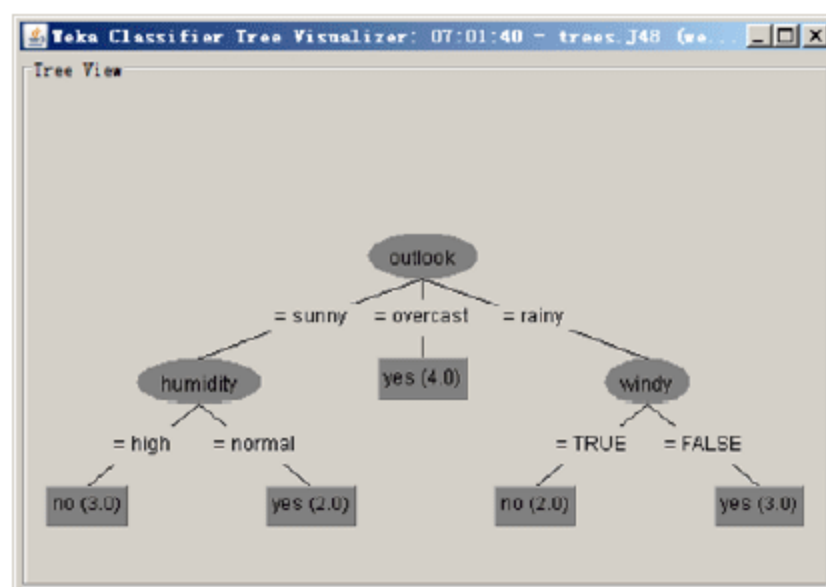 Weka Classifier Tree Visualizer: 07:01:40 - trees.J48 (we...
Tree View
outlook
= sunny = overcast = rainy
humidity yes (4.0) windy
= high = normal = TRUE = FALSE
no (3.0) yes (2.0) no (2.0) yes (3.0)